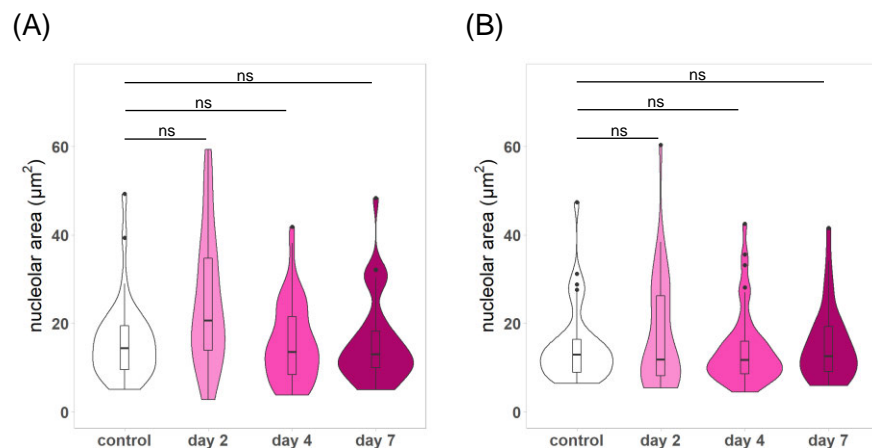 (A)
ns
ns
ns
60
40
20
0
nucleolar area (µm²)
control day 2 day 4 day 7
(B)
ns
ns
ns
60
40
20
0
nucleolar area (µm²)
control day 2 day 4 day 7